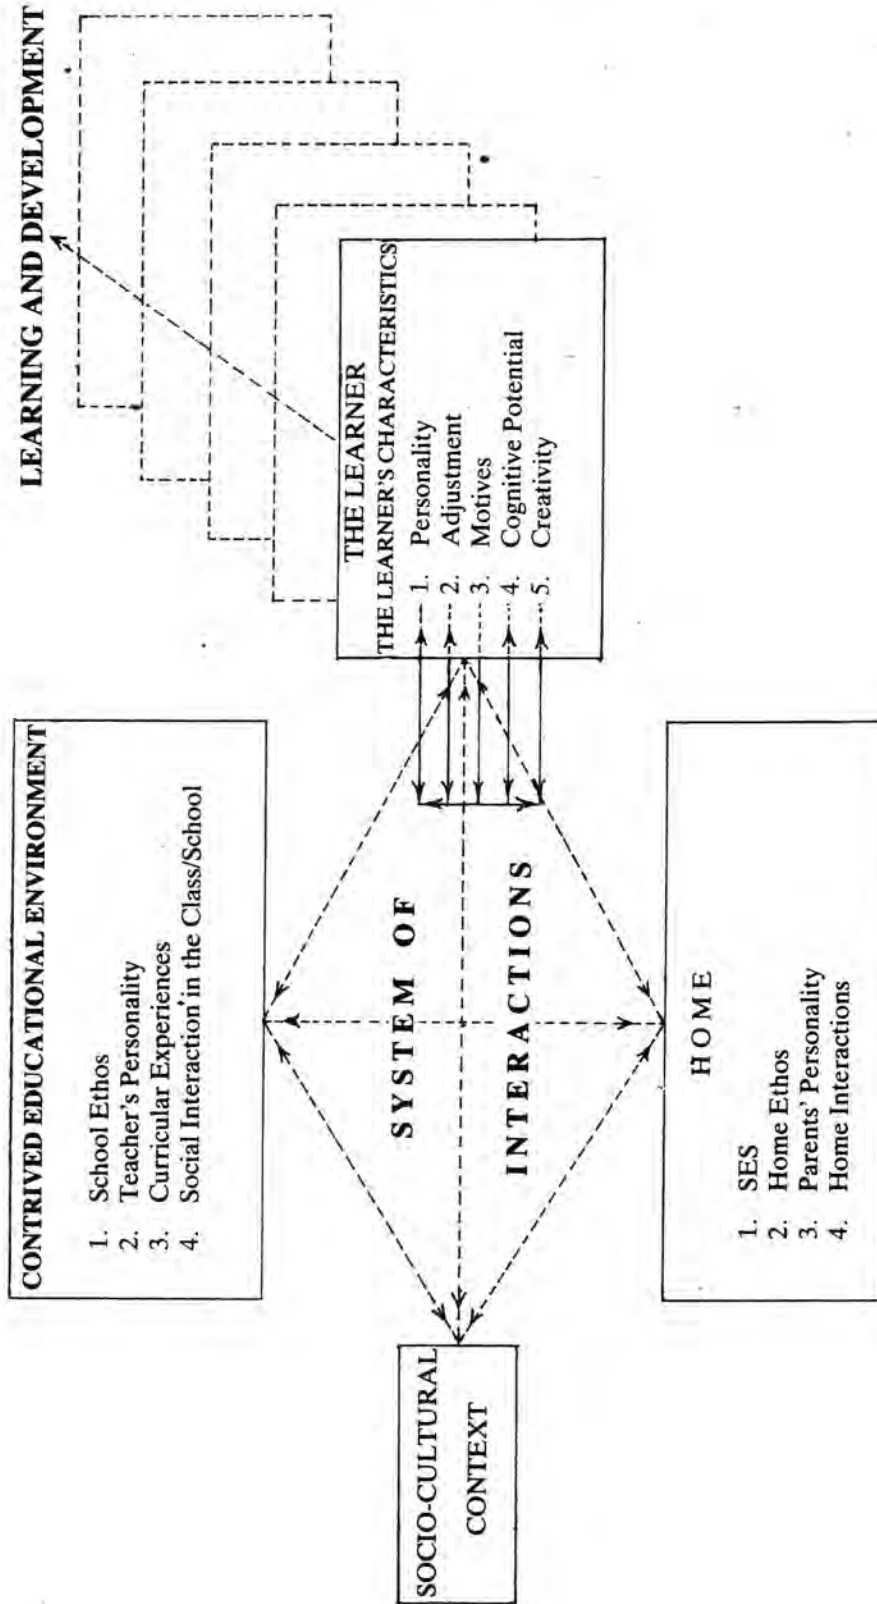 LEARNING AND DEVELOPMENT
CONTRIVED EDUCATIONAL ENVIRONMENT
1. School Ethos
2. Teacher's Personality
3. Curricular Experiences
4. Social Interaction in the Class/School
SOCIO-CULTURAL
CONTEXT
SYSTEM OF
INTERACTIONS
THE LEARNER
THE LEARNER'S CHARACTERISTICS
1. Personality
2. Adjustment
3. Motives
4. Cognitive Potential
5. Creativity
HOME
1. SES
2. Home Ethos
3. Parents' Personality
4. Home Interactions